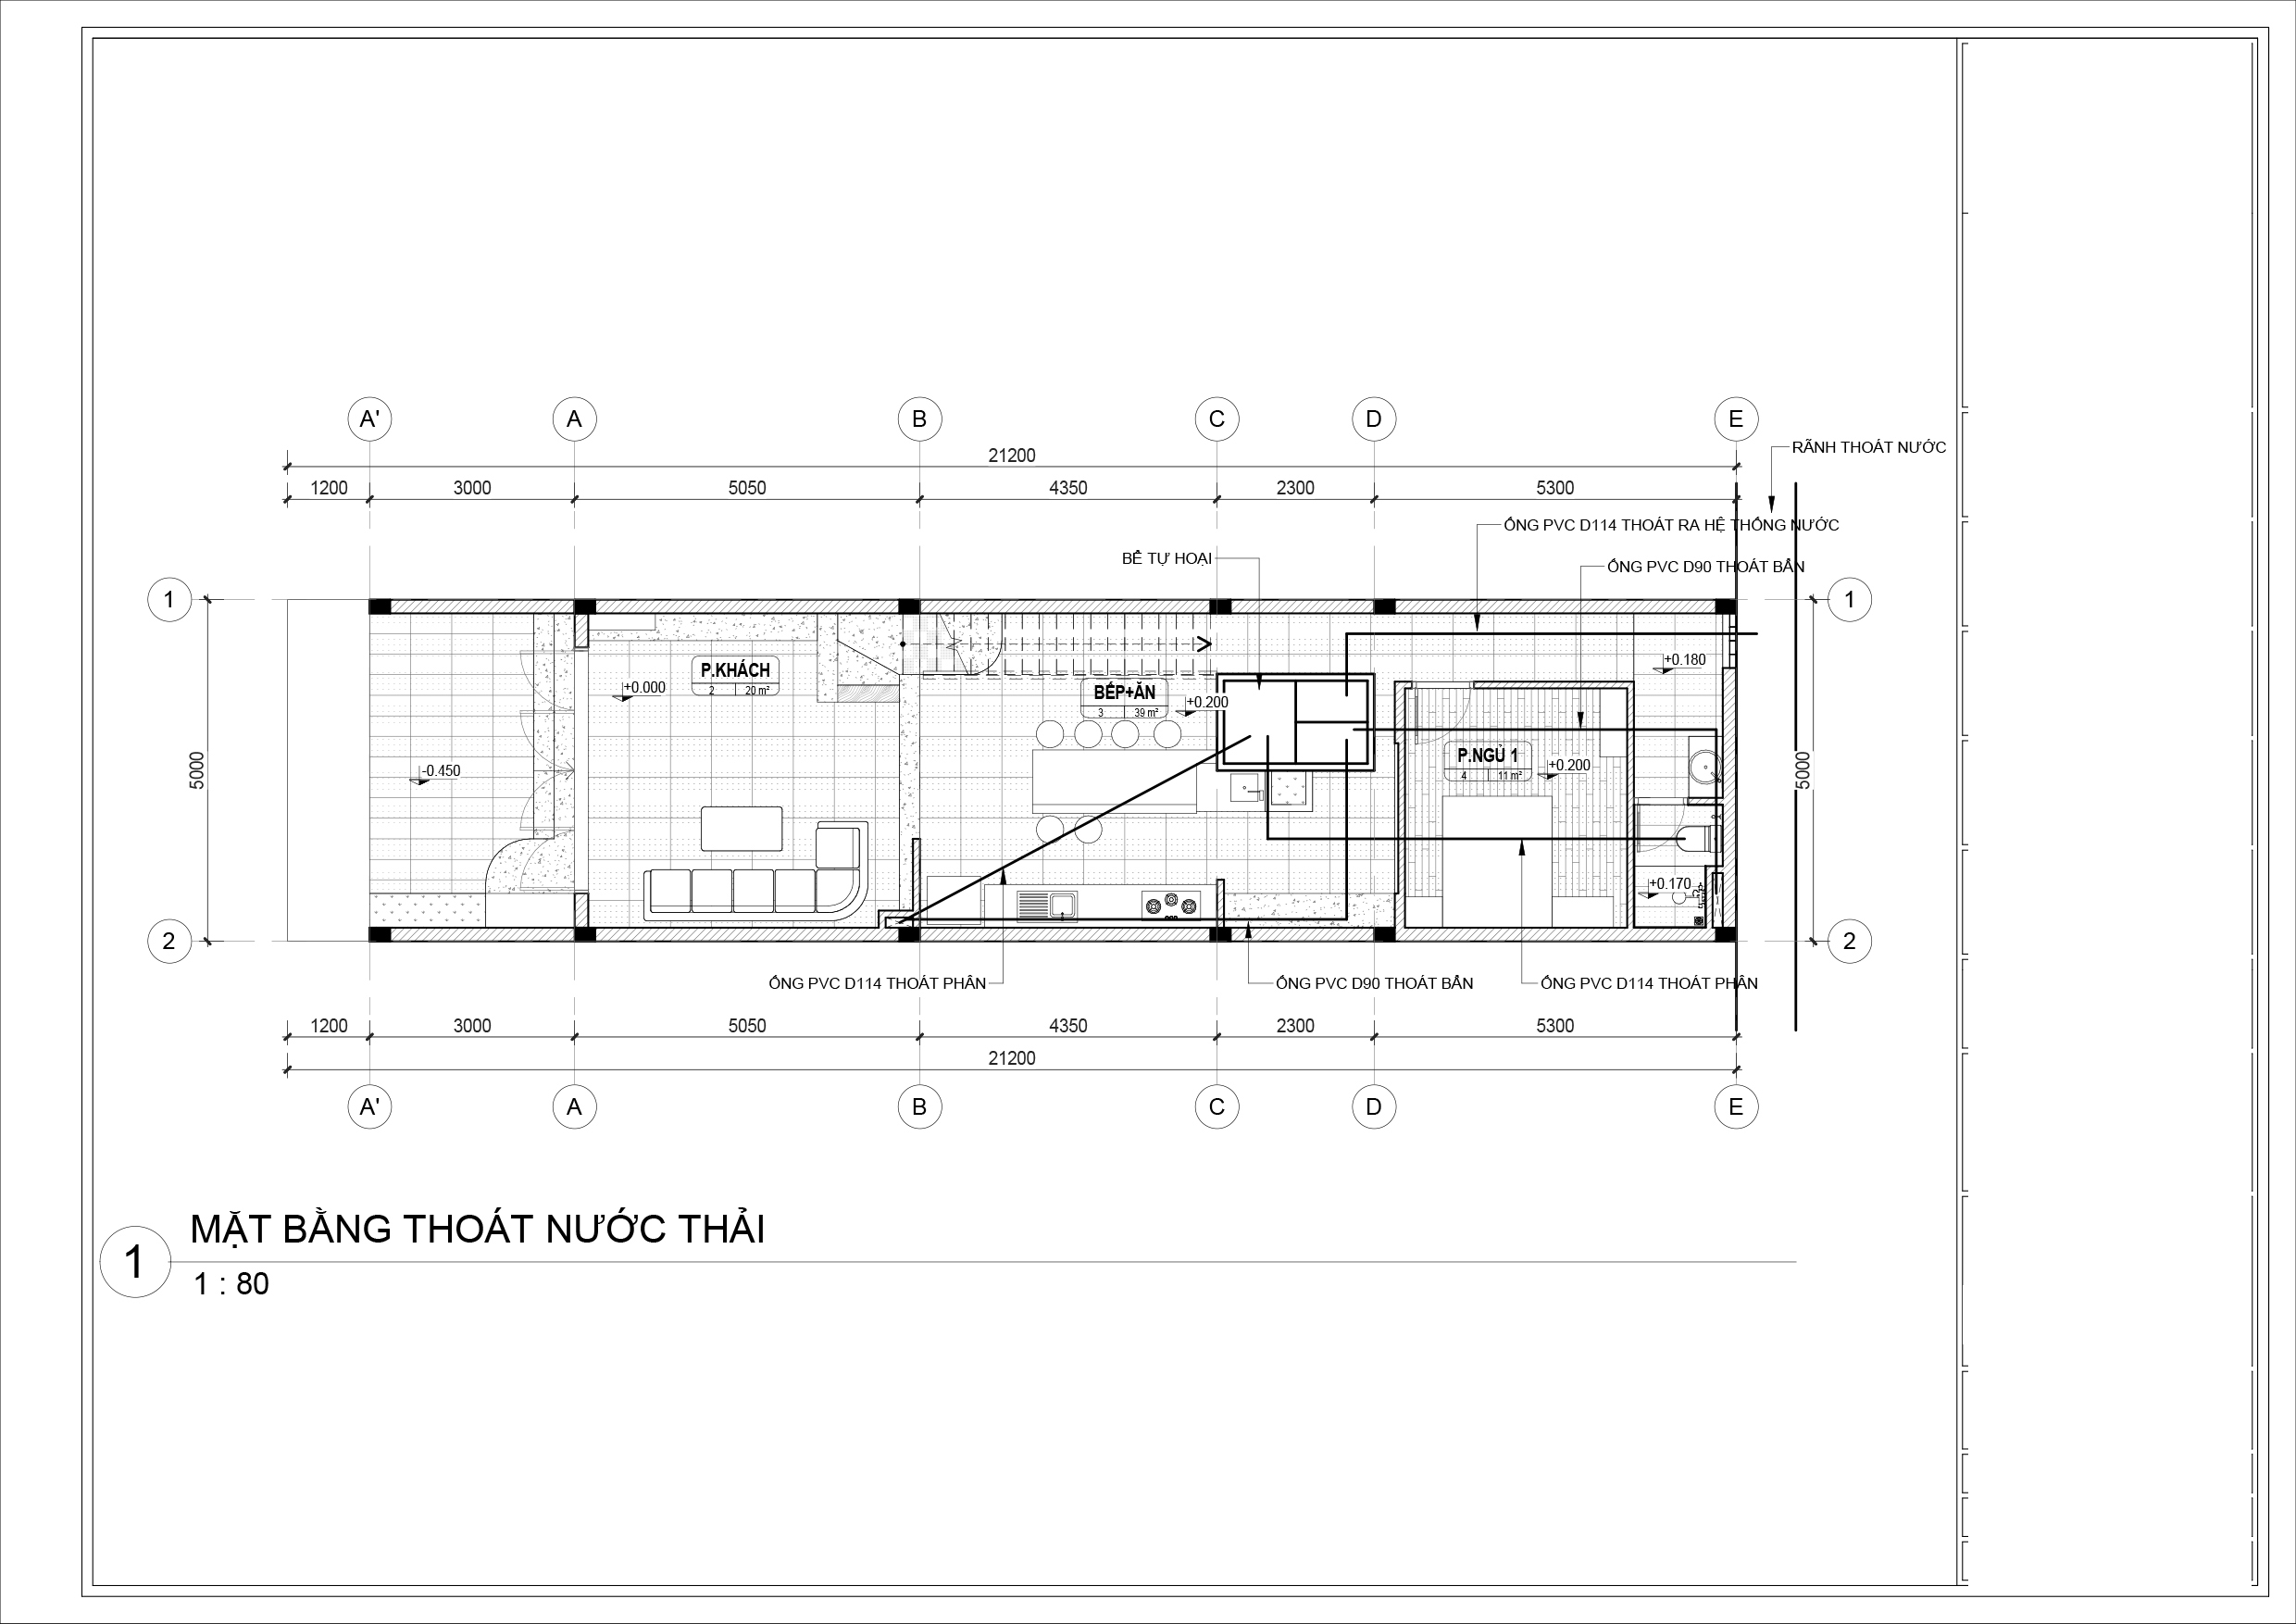 A' A B C D E
RÃNH THOÁT NƯỚC
21200
1200 3000 5050 4350 2300 5300
ỐNG PVC D114 THOÁT RA HỆ THỐNG NƯỚC
BỂ TỰ HOẠI
ỐNG PVC D90 THOÁT BẨN
1 1
P.KHÁCH
2 20 m²
+0.000
BẾP+ĂN
3 39 m²
+0.200
+0.180
-0.450
P.NGỦ 1
4 11 m²
+0.200
5000 5000
+0.170
2 2
ỐNG PVC D114 THOÁT PHÂN
ỐNG PVC D90 THOÁT BẨN
ỐNG PVC D114 THOÁT PHÂN
1200 3000 5050 4350 2300 5300
21200
A' A B C D E
1 MẶT BẰNG THOÁT NƯỚC THẢI
1 : 80